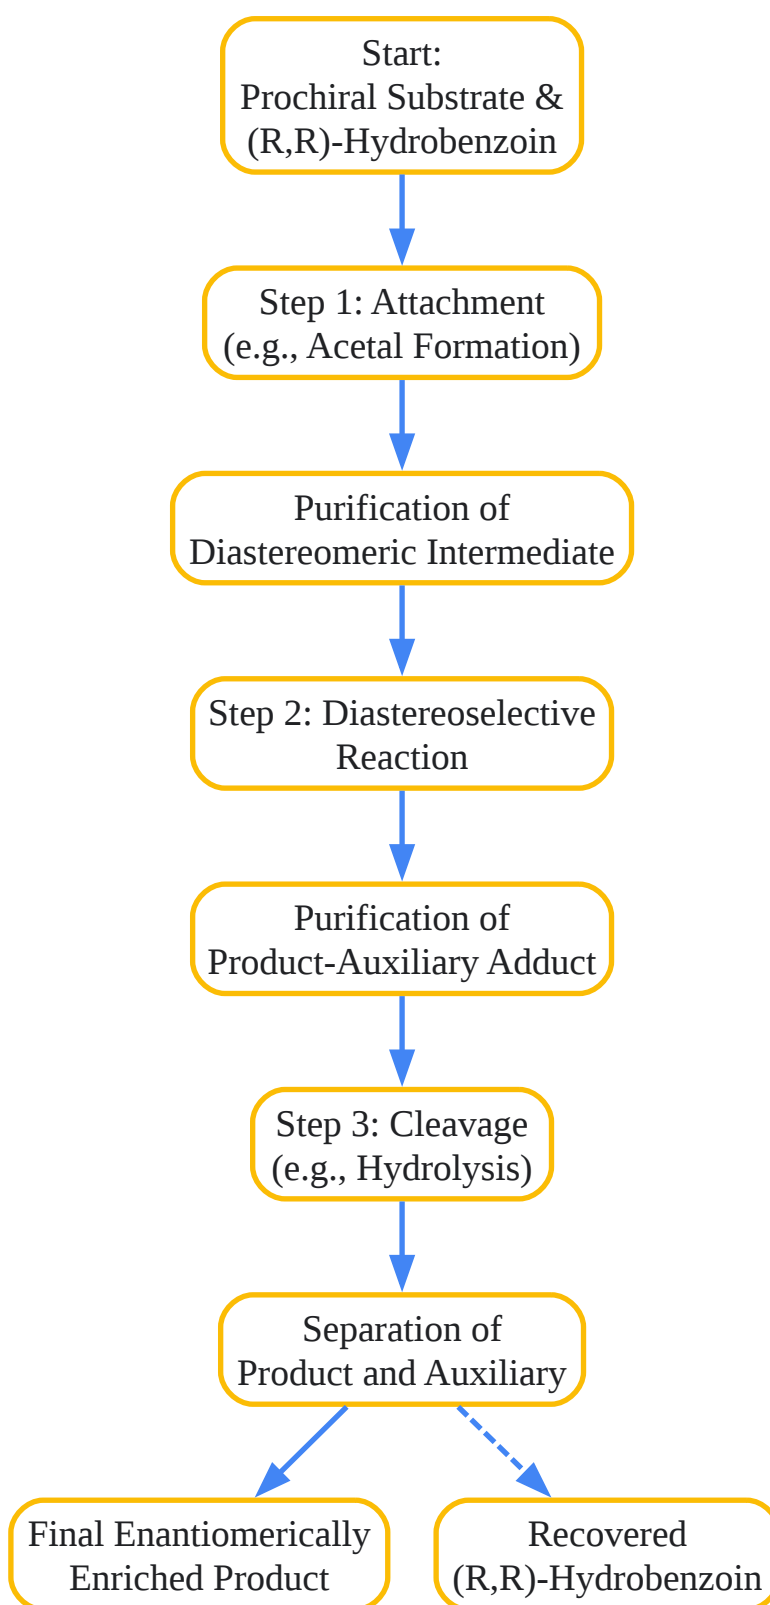 Start:
Prochiral Substrate &
(R,R)-Hydrobenzoin
Step 1: Attachment
(e.g., Acetal Formation)
Purification of
Diastereomeric Intermediate
Step 2: Diastereoselective
Reaction
Purification of
Product-Auxiliary Adduct
Step 3: Cleavage
(e.g., Hydrolysis)
Separation of
Product and Auxiliary
Final Enantiomerically
Enriched Product
Recovered
(R,R)-Hydrobenzoin